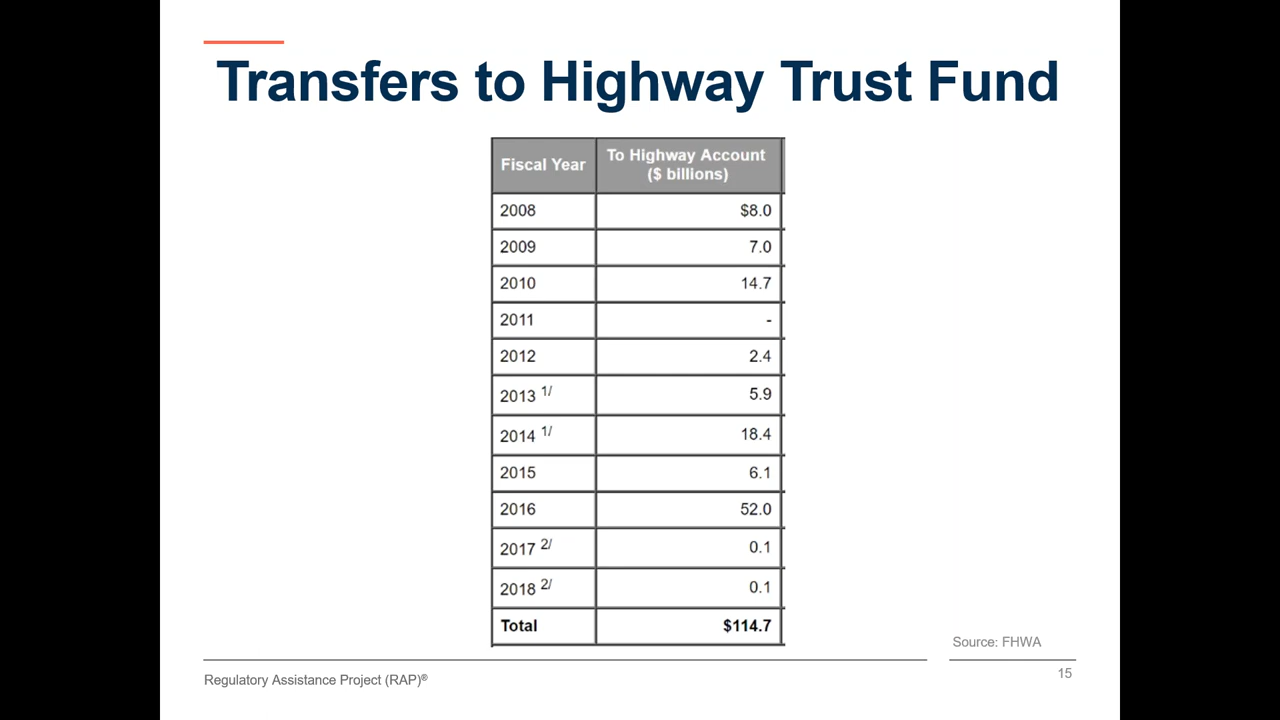 Transfers to Highway Trust Fund
Fiscal Year To Highway Account ($ billions)
2008 $8.0
2009 7.0
2010 14.7
2011 -
2012 2.4
2013 1/ 5.9
2014 1/ 18.4
2015 6.1
2016 52.0
2017 2/ 0.1
2018 2/ 0.1
Total $114.7
Source: FHWA
Regulatory Assistance Project (RAP)®
15